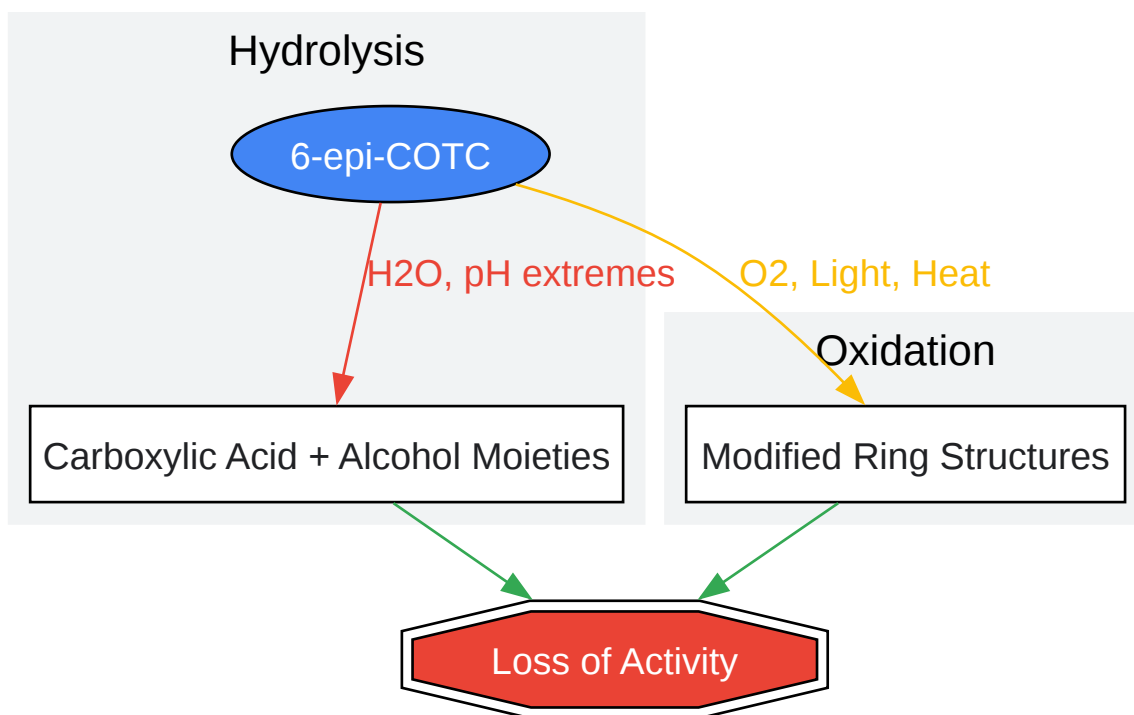 Hydrolysis
6-epi-COTC
H2O, pH extremes
O2, Light, Heat
Oxidation
Carboxylic Acid + Alcohol Moieties
Modified Ring Structures
Loss of Activity